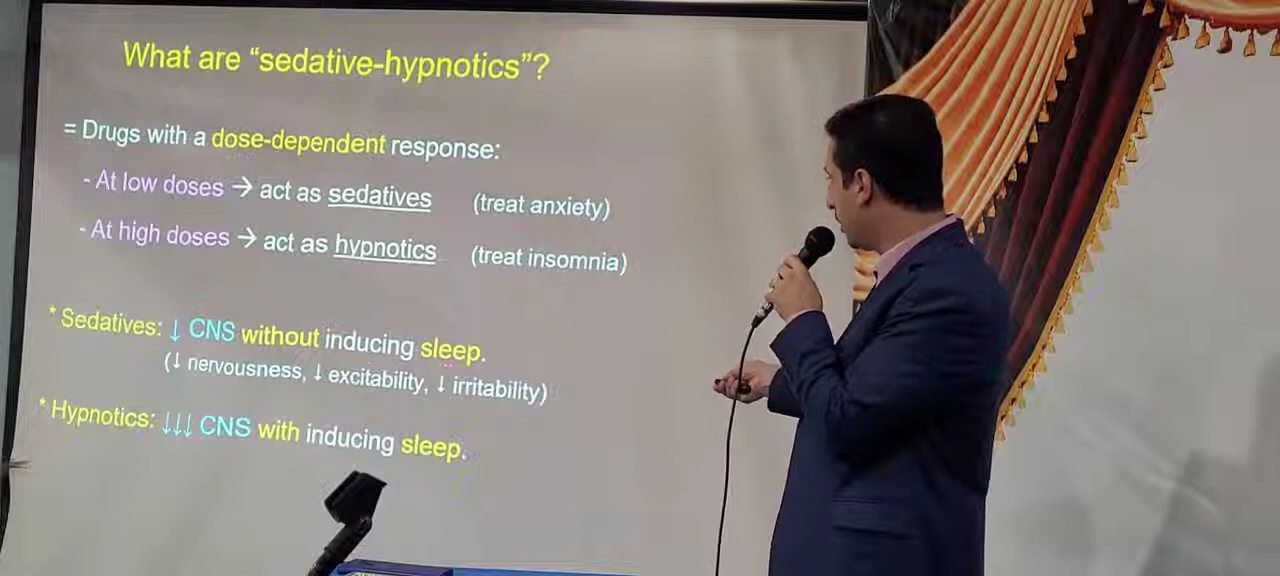 What are “sedative-hypnotics”?
= Drugs with a dose-dependent response:
- At low doses → act as sedatives (treat anxiety)
- At high doses → act as hypnotics (treat insomnia)
* Sedatives: ↓ CNS without inducing sleep.
(↓ nervousness, ↓ excitability, ↓ irritability)
* Hypnotics: ↓↓↓ CNS with inducing sleep.